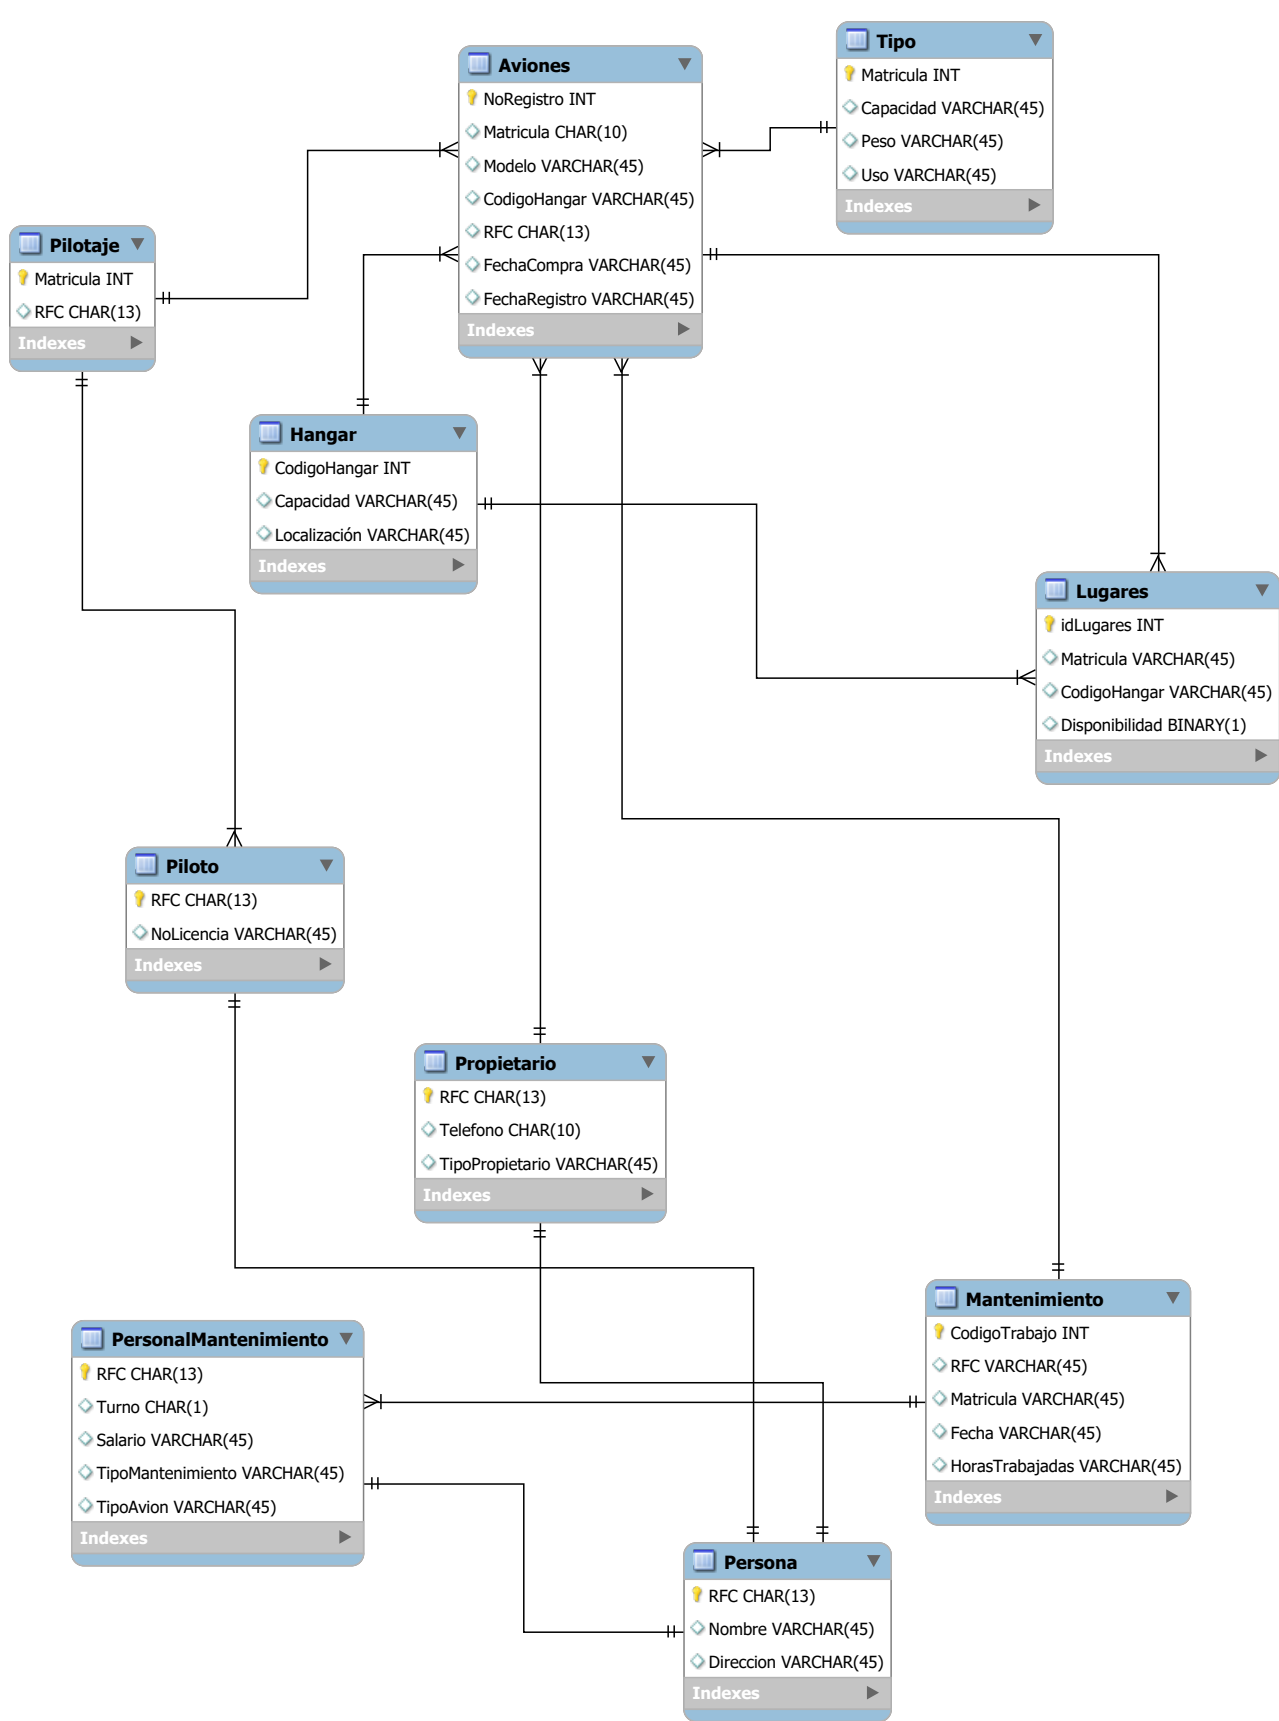 Tipo
Matricula INT
Capacidad VARCHAR(45)
Peso VARCHAR(45)
Uso VARCHAR(45)
Indexes
Aviones
NoRegistro INT
Matricula CHAR(10)
Modelo VARCHAR(45)
CodigoHangar VARCHAR(45)
RFC CHAR(13)
FechaCompra VARCHAR(45)
FechaRegistro VARCHAR(45)
Indexes
Pilotaje
Matricula INT
RFC CHAR(13)
Indexes
Hangar
CodigoHangar INT
Capacidad VARCHAR(45)
Localización VARCHAR(45)
Indexes
Lugares
idLugares INT
Matricula VARCHAR(45)
CodigoHangar VARCHAR(45)
Disponibilidad BINARY(1)
Indexes
Piloto
RFC CHAR(13)
NoLicencia VARCHAR(45)
Indexes
Propietario
RFC CHAR(13)
Telefono CHAR(10)
TipoPropietario VARCHAR(45)
Indexes
Mantenimiento
CodigoTrabajo INT
RFC VARCHAR(45)
Matricula VARCHAR(45)
Fecha VARCHAR(45)
HorasTrabajadas VARCHAR(45)
Indexes
PersonalMantenimiento
RFC CHAR(13)
Turno CHAR(1)
Salario VARCHAR(45)
TipoMantenimiento VARCHAR(45)
TipoAvion VARCHAR(45)
Indexes
Persona
RFC CHAR(13)
Nombre VARCHAR(45)
Direccion VARCHAR(45)
Indexes